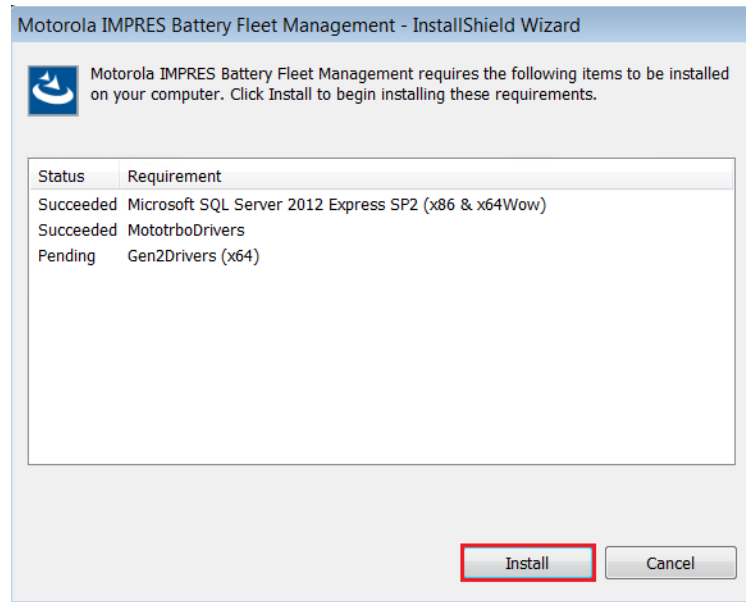 Motorola IMPRES Battery Fleet Management - InstallShield Wizard
Motorola IMPRES Battery Fleet Management requires the following items to be installed
on your computer. Click Install to begin installing these requirements.
Status Requirement
Succeeded Microsoft SQL Server 2012 Express SP2 (x86 & x64Wow)
Succeeded MototrboDrivers
Pending Gen2Drivers (x64)
Install Cancel